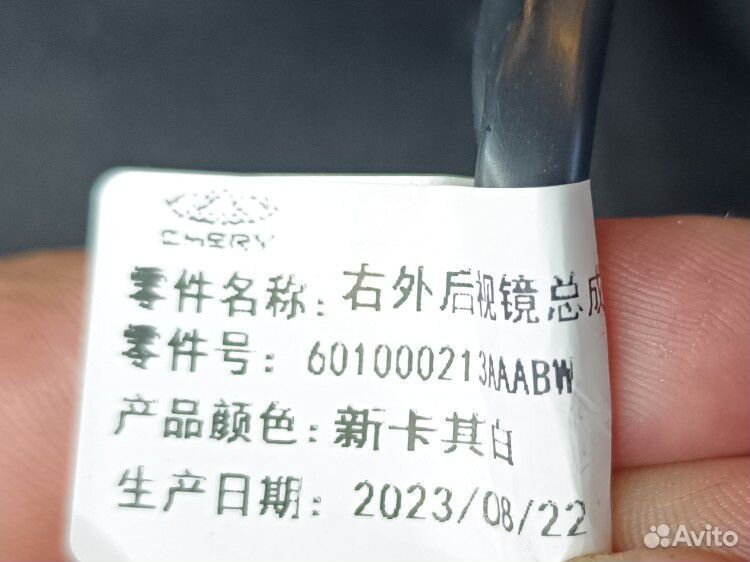 CHERY
零件名称: 右外后视镜总成
零件号: 601000213AAABW
产品颜色: 新卡其白
生产日期: 2023/08/22
Avito